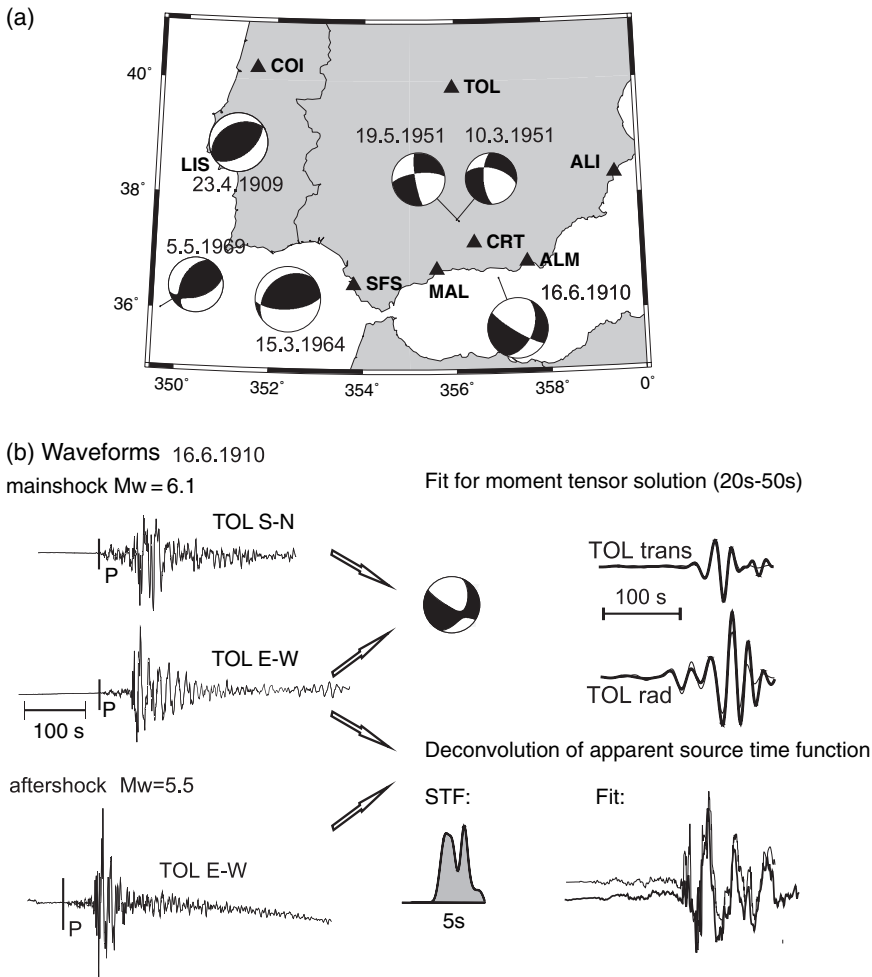 (a)
40°
38°
36°
350°
352°
354°
356°
358°
0°
COI
TOL
LIS
23.4.1909
19.5.1951
10.3.1951
ALI
5.5.1969
15.3.1964
SFS
MAL
CRT
ALM
16.6.1910
(b) Waveforms 16.6.1910
mainshock Mw = 6.1
Fit for moment tensor solution (20s-50s)
TOL S-N
P
TOL trans
100 s
TOL E-W
P
100 s
TOL rad
Deconvolution of apparent source time function
aftershock Mw=5.5
STF:
Fit:
TOL E-W
P
5s